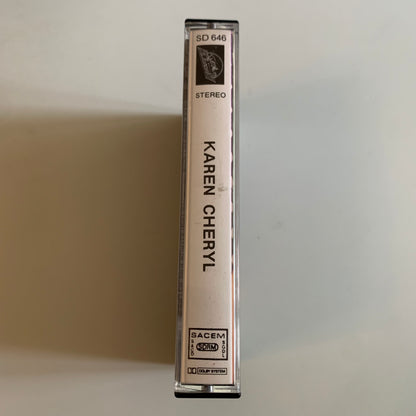 SD 646
STEREO
KAREN CHERYL
SACEM
SDRM
DOLBY SYSTEM